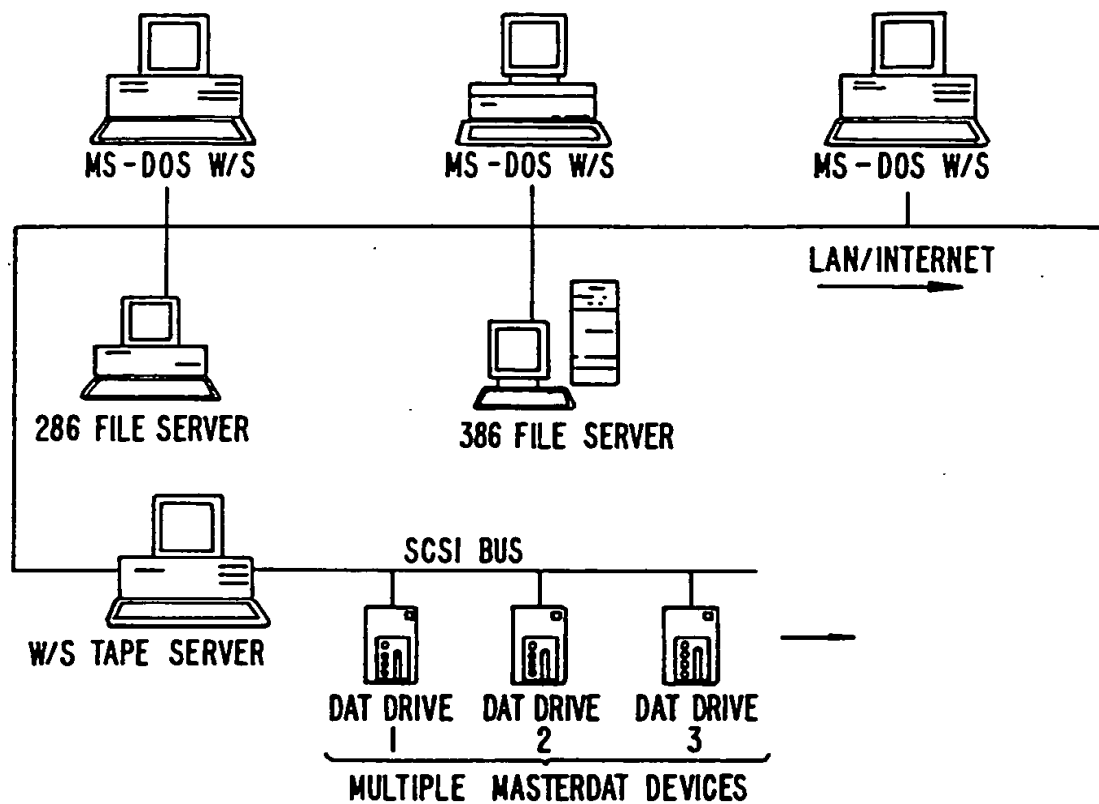 MS-DOS W/S
MS-DOS W/S
MS-DOS W/S
LAN/INTERNET
286 FILE SERVER
386 FILE SERVER
SCSI BUS
W/S TAPE SERVER
DAT DRIVE 1
DAT DRIVE 2
DAT DRIVE 3
MULTIPLE MASTERDAT DEVICES